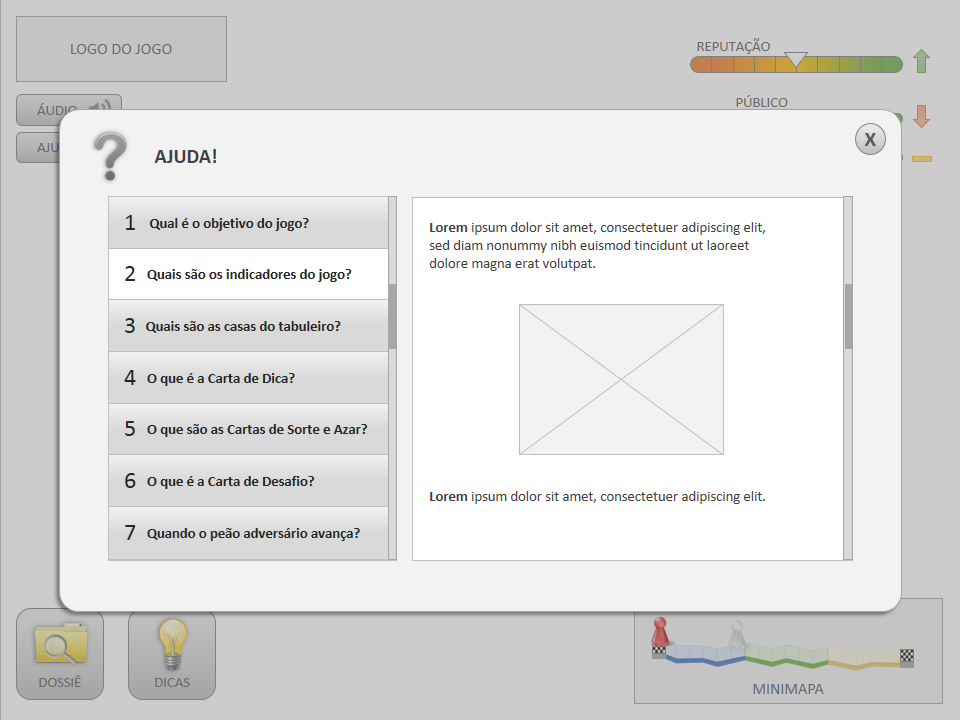 LOGO DO JOGO
REPUTAÇÃO
ÁUDIO
PÚBLICO
AJU
?
AJUDA!
X
1 Qual é o objetivo do jogo?
2 Quais são os indicadores do jogo?
3 Quais são as casas do tabuleiro?
4 O que é a Carta de Dica?
5 O que são as Cartas de Sorte e Azar?
6 O que é a Carta de Desafio?
7 Quando o peão adversário avança?
Lorem ipsum dolor sit amet, consectetuer adipiscing elit,
sed diam nonummy nibh euismod tincidunt ut laoreet
dolore magna erat volutpat.
Lorem ipsum dolor sit amet, consectetuer adipiscing elit.
DOSSIÊ
DICAS
MINIMAPA